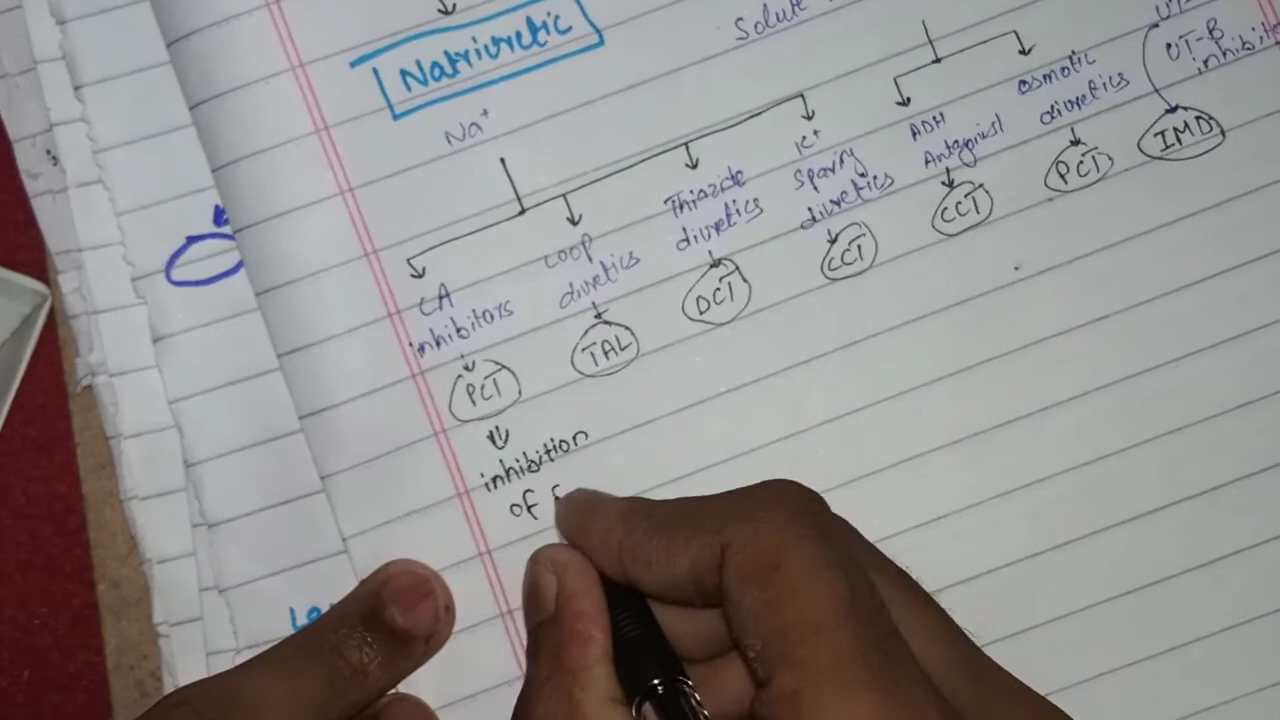 Natriuretic
Solute
Na⁺
CA
inhibitors
PCT
inhibition
of
Loop
diuretics
TAL
Thiazide
diuretics
DCT
K⁺
Sparing
diuretics
CCT
ADH
Antagonist
CCT
osmotic
diuretics
PCT
UT-B
inhibito
IMD